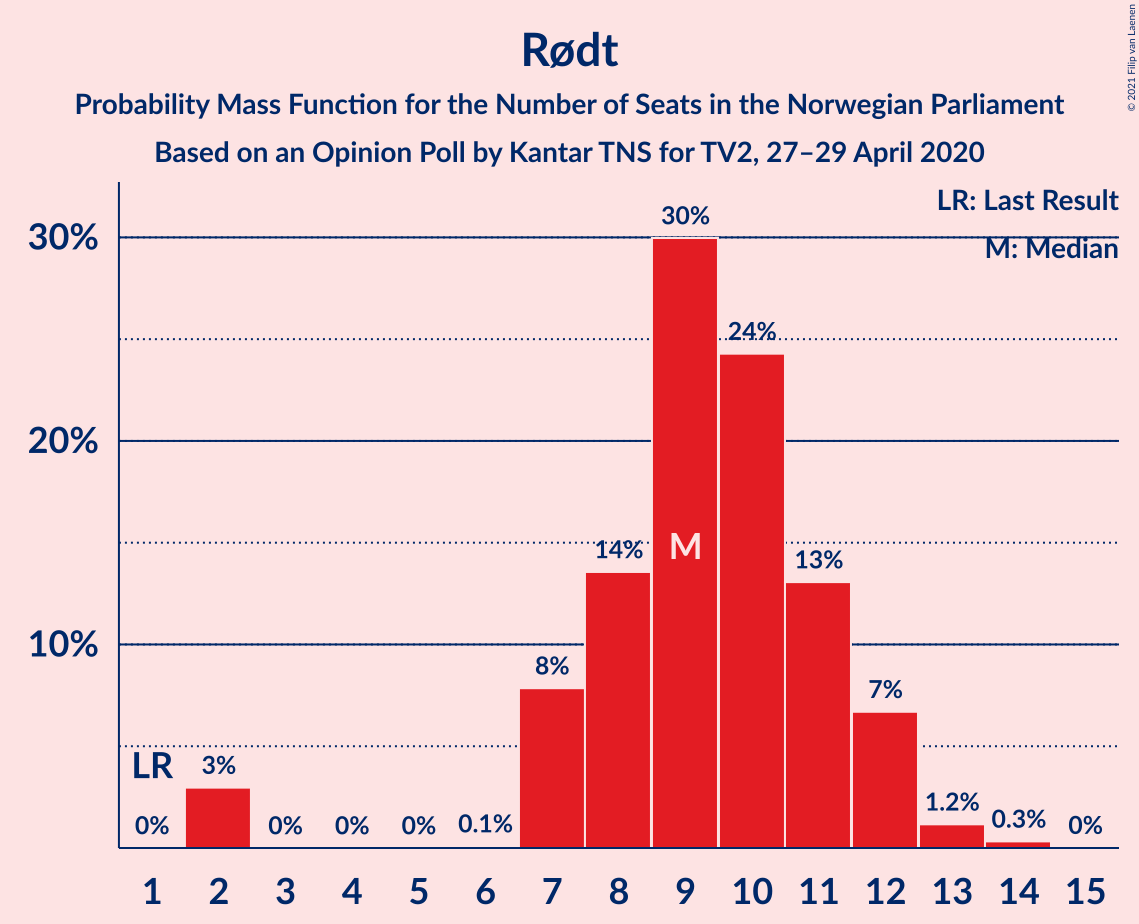 Rødt
Probability Mass Function for the Number of Seats in the Norwegian Parliament
Based on an Opinion Poll by Kantar TNS for TV2, 27–29 April 2020
© 2021 Filip van Laenen
LR: Last Result
M: Median
30%
20%
10%
LR
M
0%
3%
0%
0%
0%
0.1%
8%
14%
30%
24%
13%
7%
1.2%
0.3%
0%
1 2 3 4 5 6 7 8 9 10 11 12 13 14 15